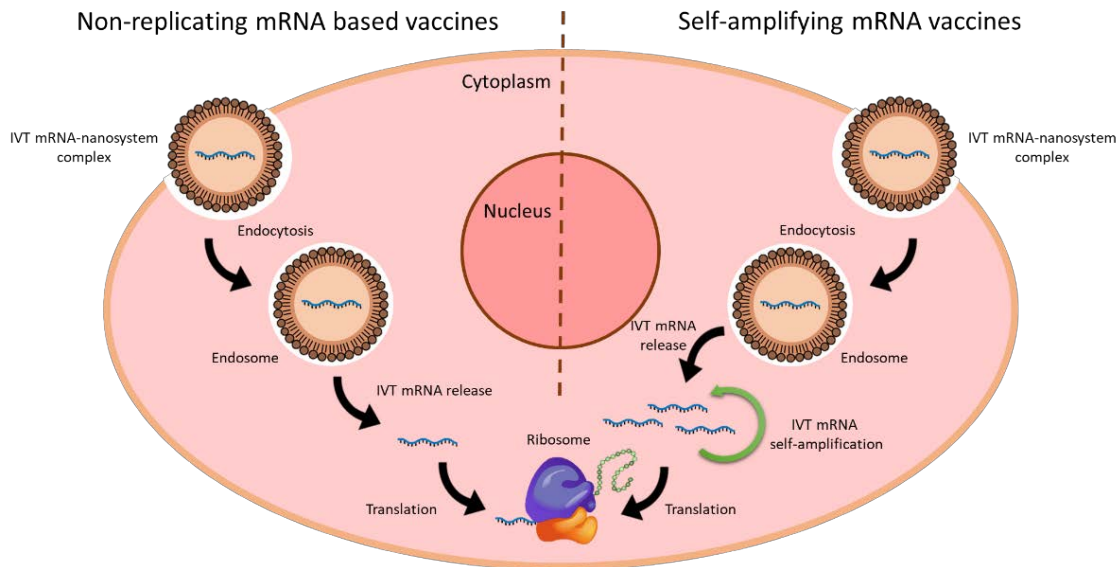 Non-replicating mRNA based vaccines
Self-amplifying mRNA vaccines
Cytoplasm
IVT mRNA-nanosystem
complex
IVT mRNA-nanosystem
complex
Nucleus
Endocytosis
Endocytosis
IVT mRNA
release
Endosome
Endosome
IVT mRNA release
IVT mRNA
self-amplification
Ribosome
Translation
Translation